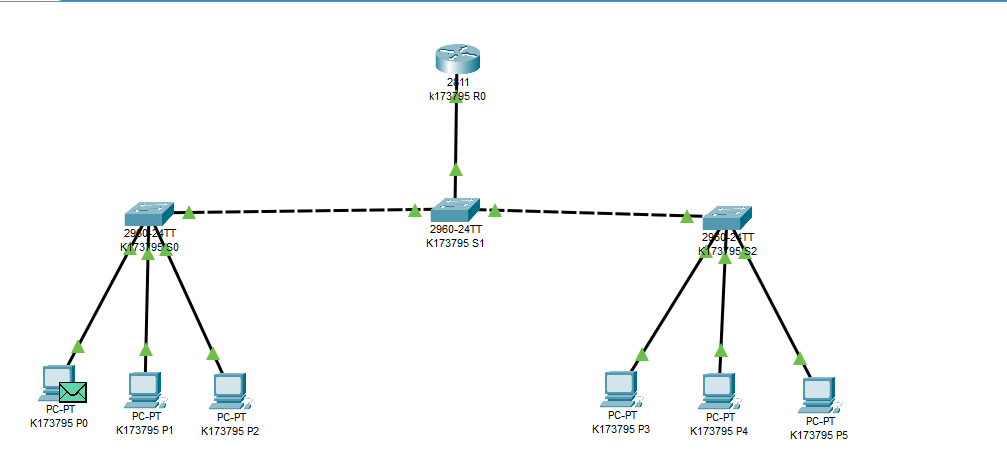 2811
k173795 R0
2960-24TT
K173795 S0
2960-24TT
K173795 S1
2960-24TT
K173795 S2
PC-PT
K173795 P0
PC-PT
K173795 P1
PC-PT
K173795 P2
PC-PT
K173795 P3
PC-PT
K173795 P4
PC-PT
K173795 P5